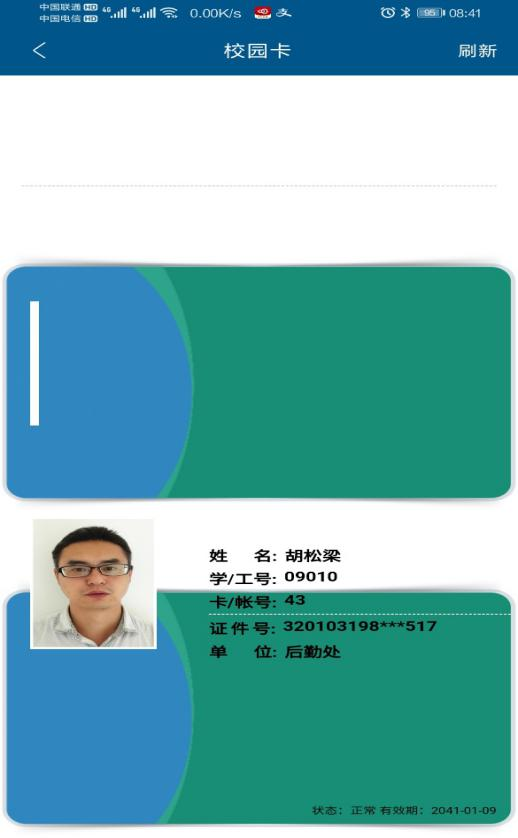 中国联通 HD 4G 4G 0.00K/s 支 95 08:41
中国电信 HD
校园卡 刷新
姓 名: 胡松梁
学/工号: 09010
卡/帐号: 43
证件号: 320103198***517
单 位: 后勤处
状态: 正常 有效期: 2041-01-09